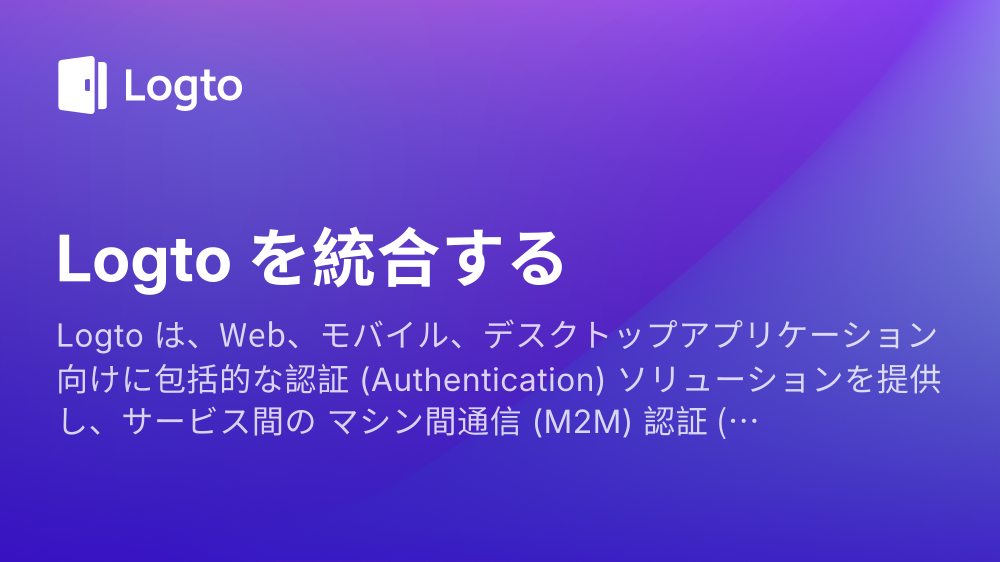 Logto
Logto を統合する
Logto は、Web、モバイル、デスクトップアプリケーション
向けに包括的な認証 (Authentication) ソリューションを提供
し、サービス間の マシン間通信 (M2M) 認証 (…